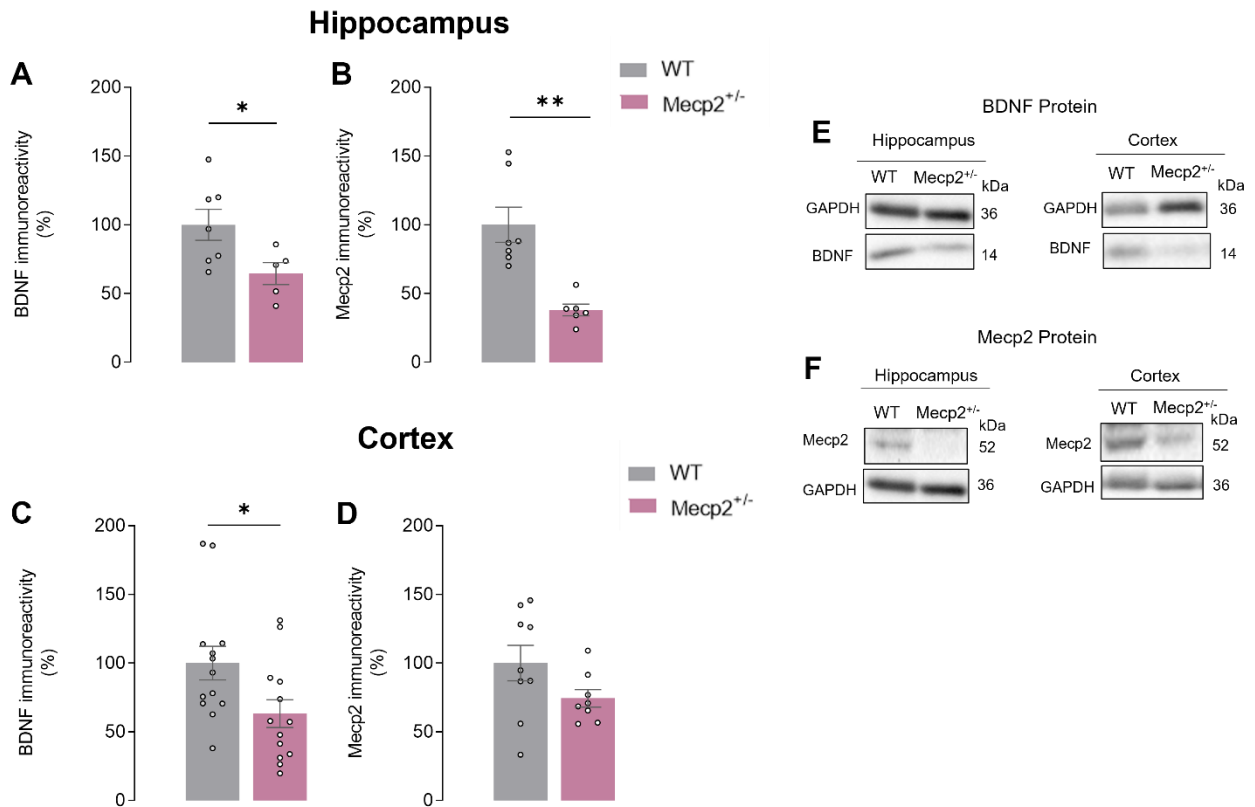 Hippocampus
A
B
WT
Mecp2+/-
BDNF immunoreactivity
(%)
200
150
100
50
0
*
Mecp2 immunoreactivity
(%)
200
150
100
50
0
**
Cortex
WT
Mecp2+/-
C
D
BDNF immunoreactivity
(%)
200
150
100
50
0
*
Mecp2 immunoreactivity
(%)
200
150
100
50
0
BDNF Protein
E
Hippocampus
WT Mecp2+/-
kDa
GAPDH 36
BDNF 14
Cortex
WT Mecp2+/-
kDa
GAPDH 36
BDNF 14
Mecp2 Protein
F
Hippocampus
WT Mecp2+/-
kDa
Mecp2 52
GAPDH 36
Cortex
WT Mecp2+/-
kDa
Mecp2 52
GAPDH 36